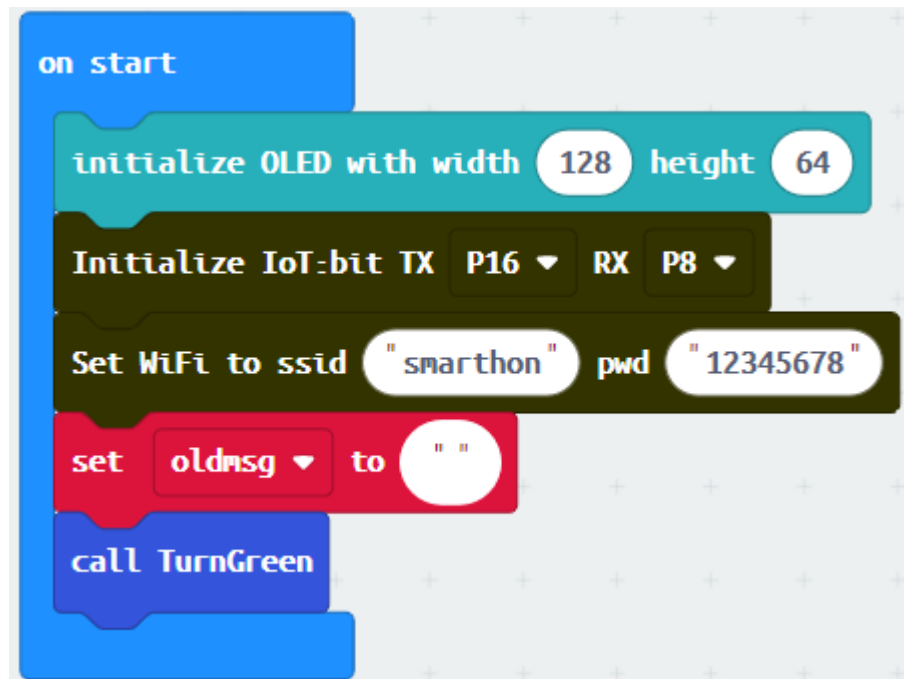 on start
initialize OLED with width 128 height 64
Initialize IoT:bit TX P16 RX P8
Set WiFi to ssid "smarthon" pwd "12345678"
set oldmsg to " "
call TurnGreen